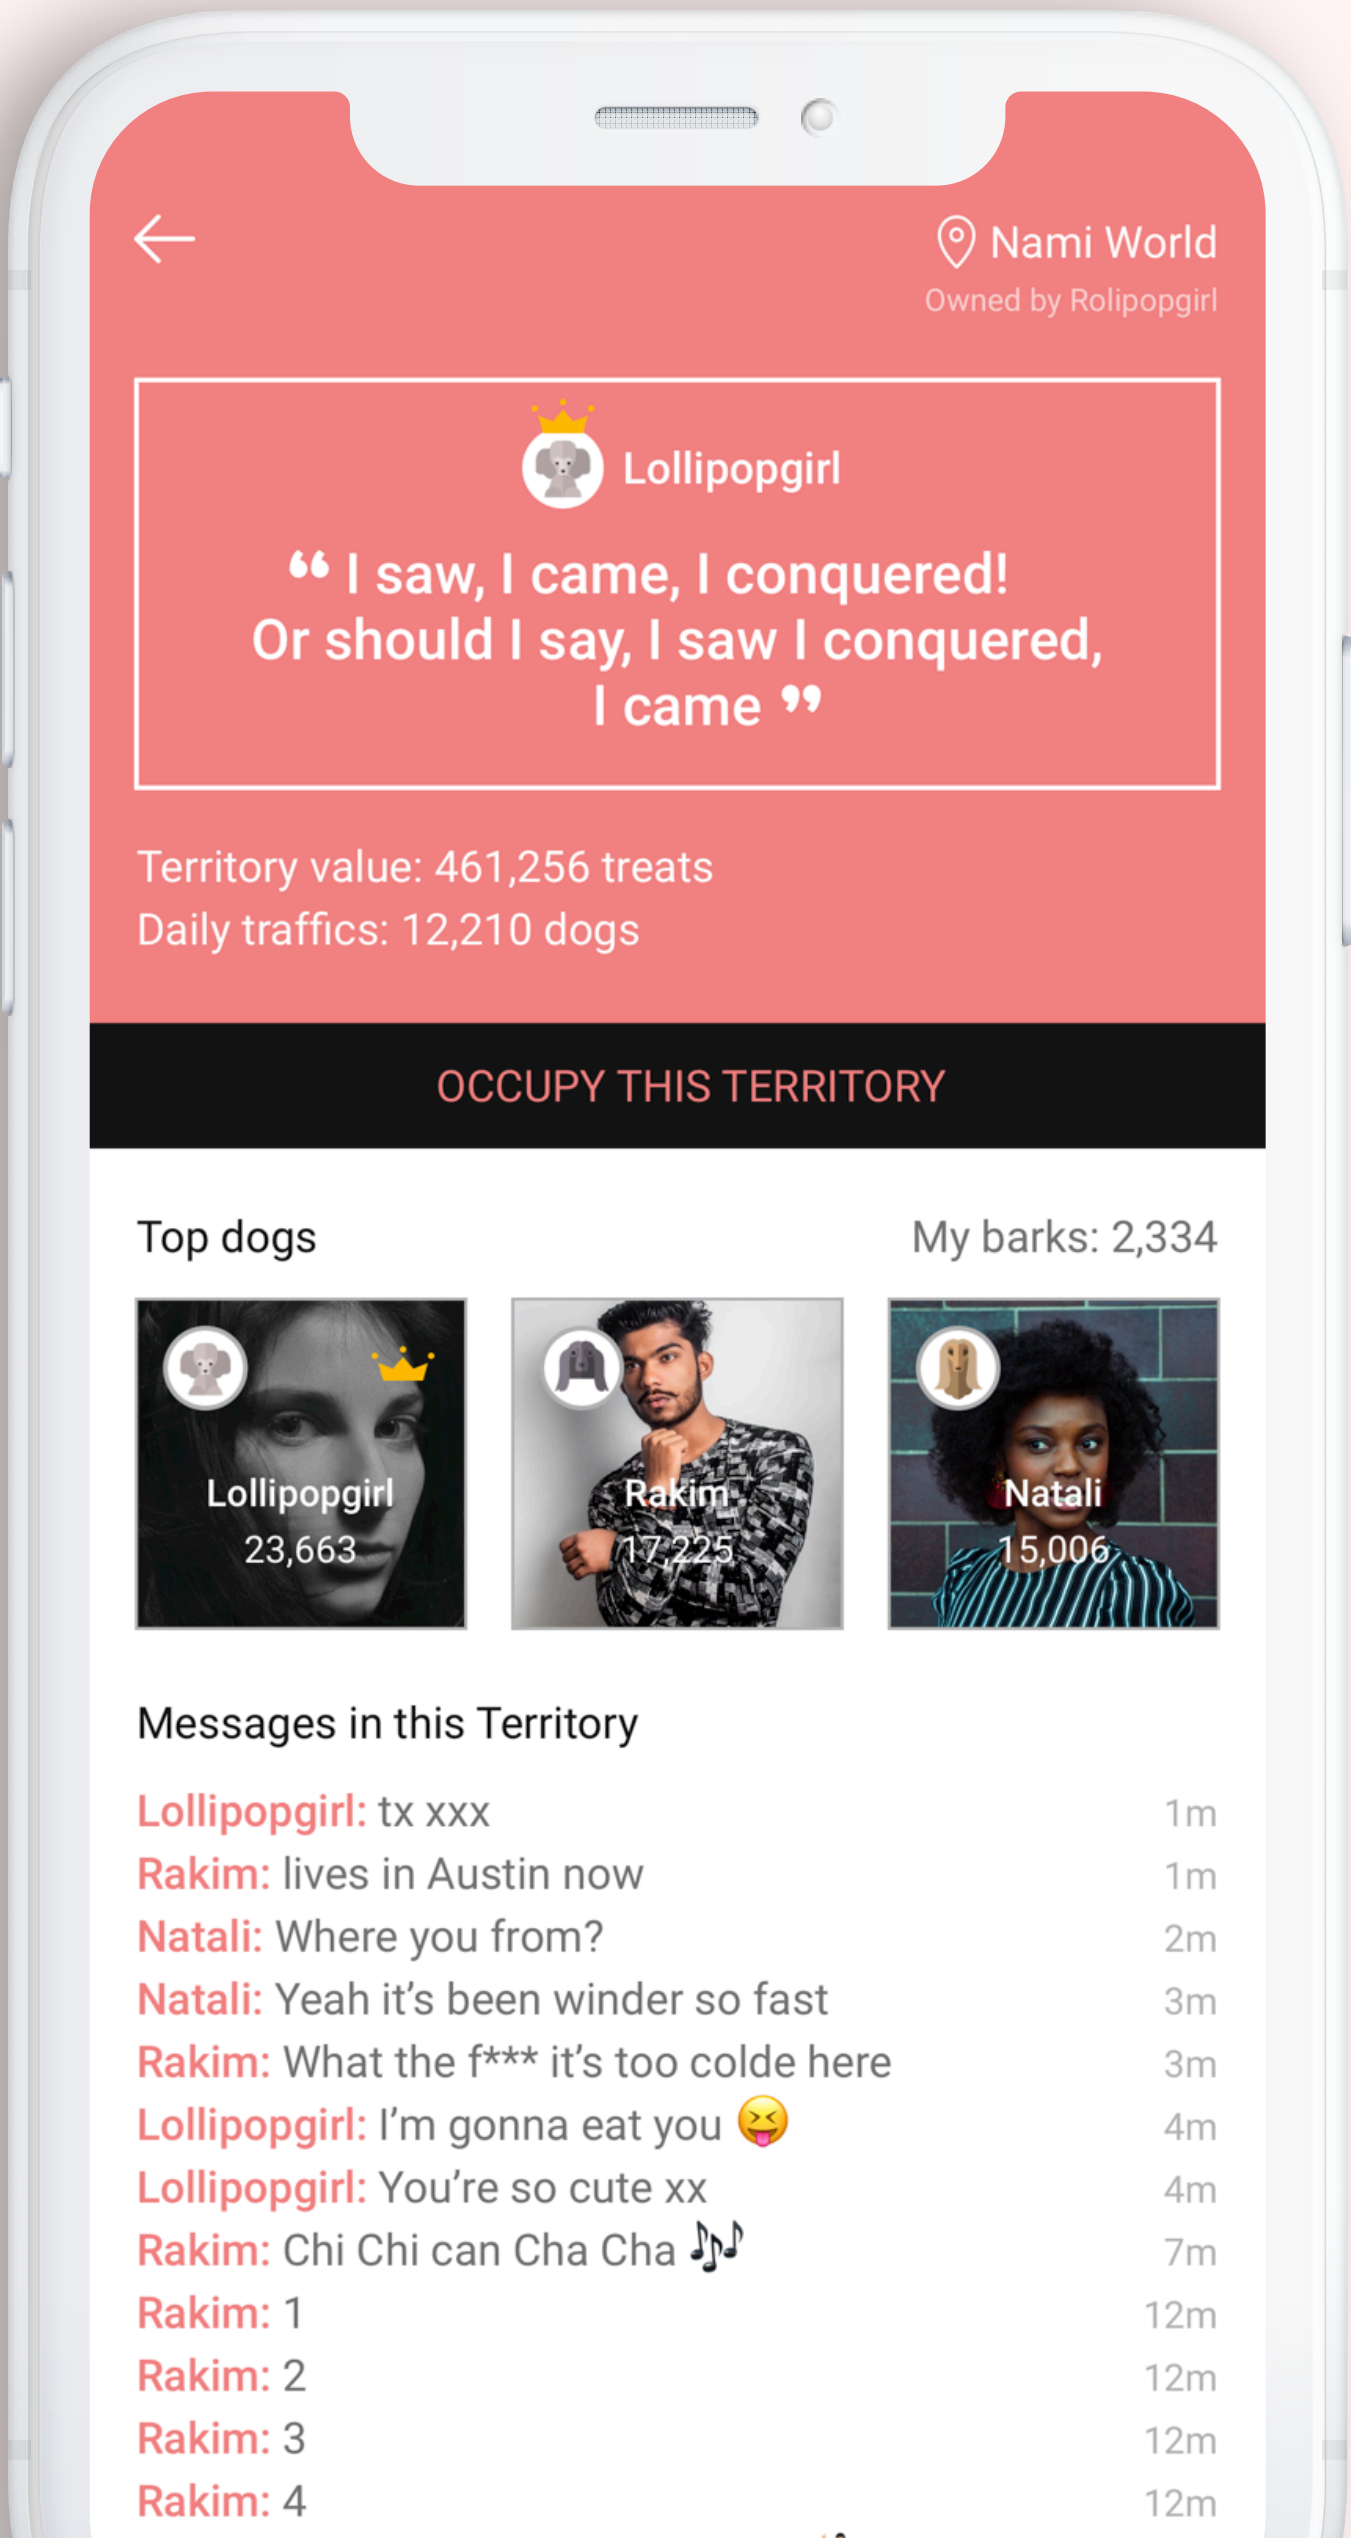 Nami World
Owned by Rolipopgirl
Lollipopgirl
“ I saw, I came, I conquered!
Or should I say, I saw I conquered,
I came ”
Territory value: 461,256 treats
Daily traffics: 12,210 dogs
OCCUPY THIS TERRITORY
Top dogs My barks: 2,334
Lollipopgirl Rakim Natali
23,663 17,225 15,006
Messages in this Territory
Lollipopgirl: tx xxx 1m
Rakim: lives in Austin now 1m
Natali: Where you from? 2m
Natali: Yeah it’s been winder so fast 3m
Rakim: What the f*** it’s too colde here 3m
Lollipopgirl: I’m gonna eat you 😝 4m
Lollipopgirl: You’re so cute xx 4m
Rakim: Chi Chi can Cha Cha 🎶 7m
Rakim: 1 12m
Rakim: 2 12m
Rakim: 3 12m
Rakim: 4 12m